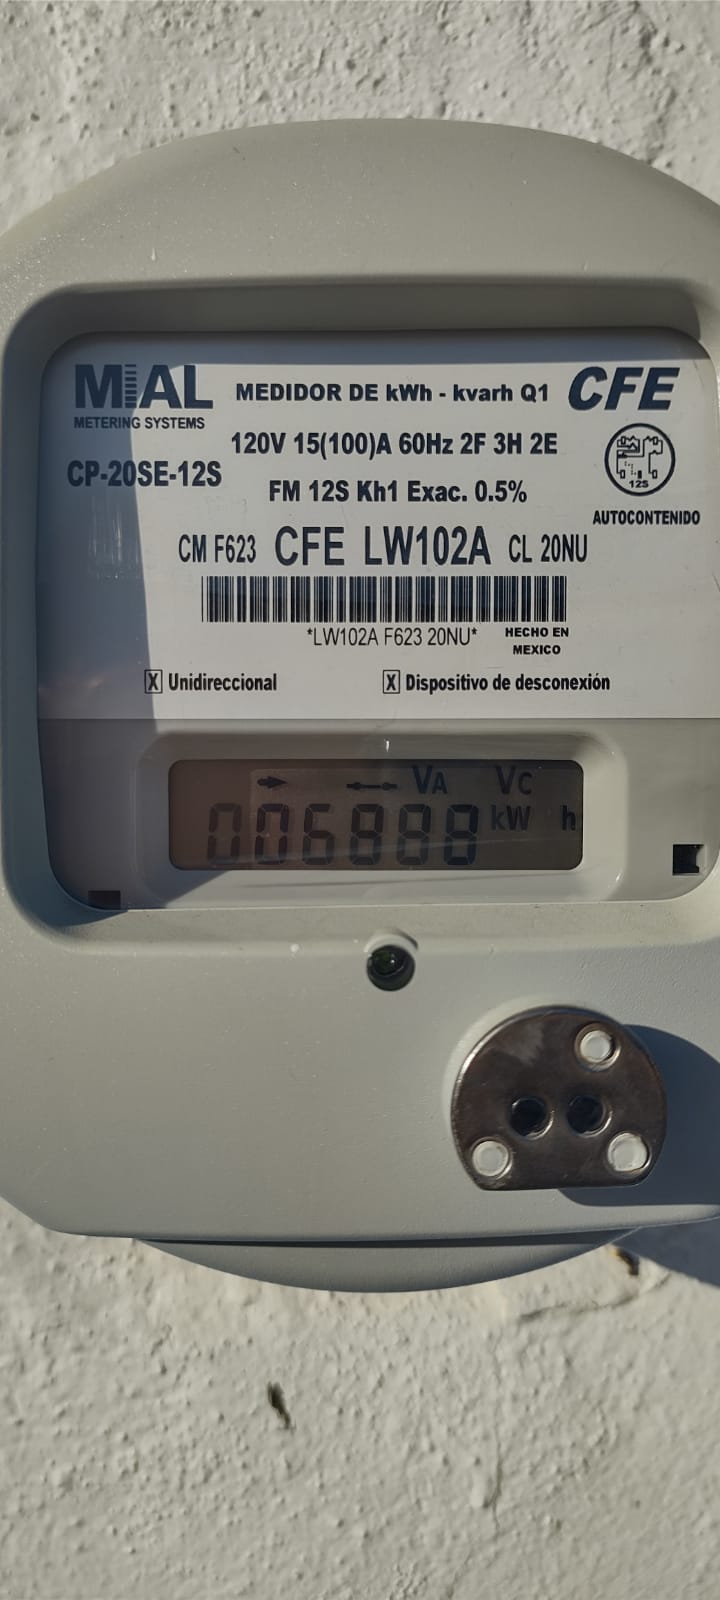 MIAL
METERING SYSTEMS
MEDIDOR DE kWh - kvarh Q1
CFE
120V 15(100)A 60Hz 2F 3H 2E
CP-20SE-12S
FM 12S Kh1 Exac. 0.5%
12S
AUTOCONTENIDO
CM F623 CFE LW102A CL 20NU
*LW102A F623 20NU*
HECHO EN
MEXICO
X Unidireccional
X Dispositivo de desconexión
VA VC
006888 kW h